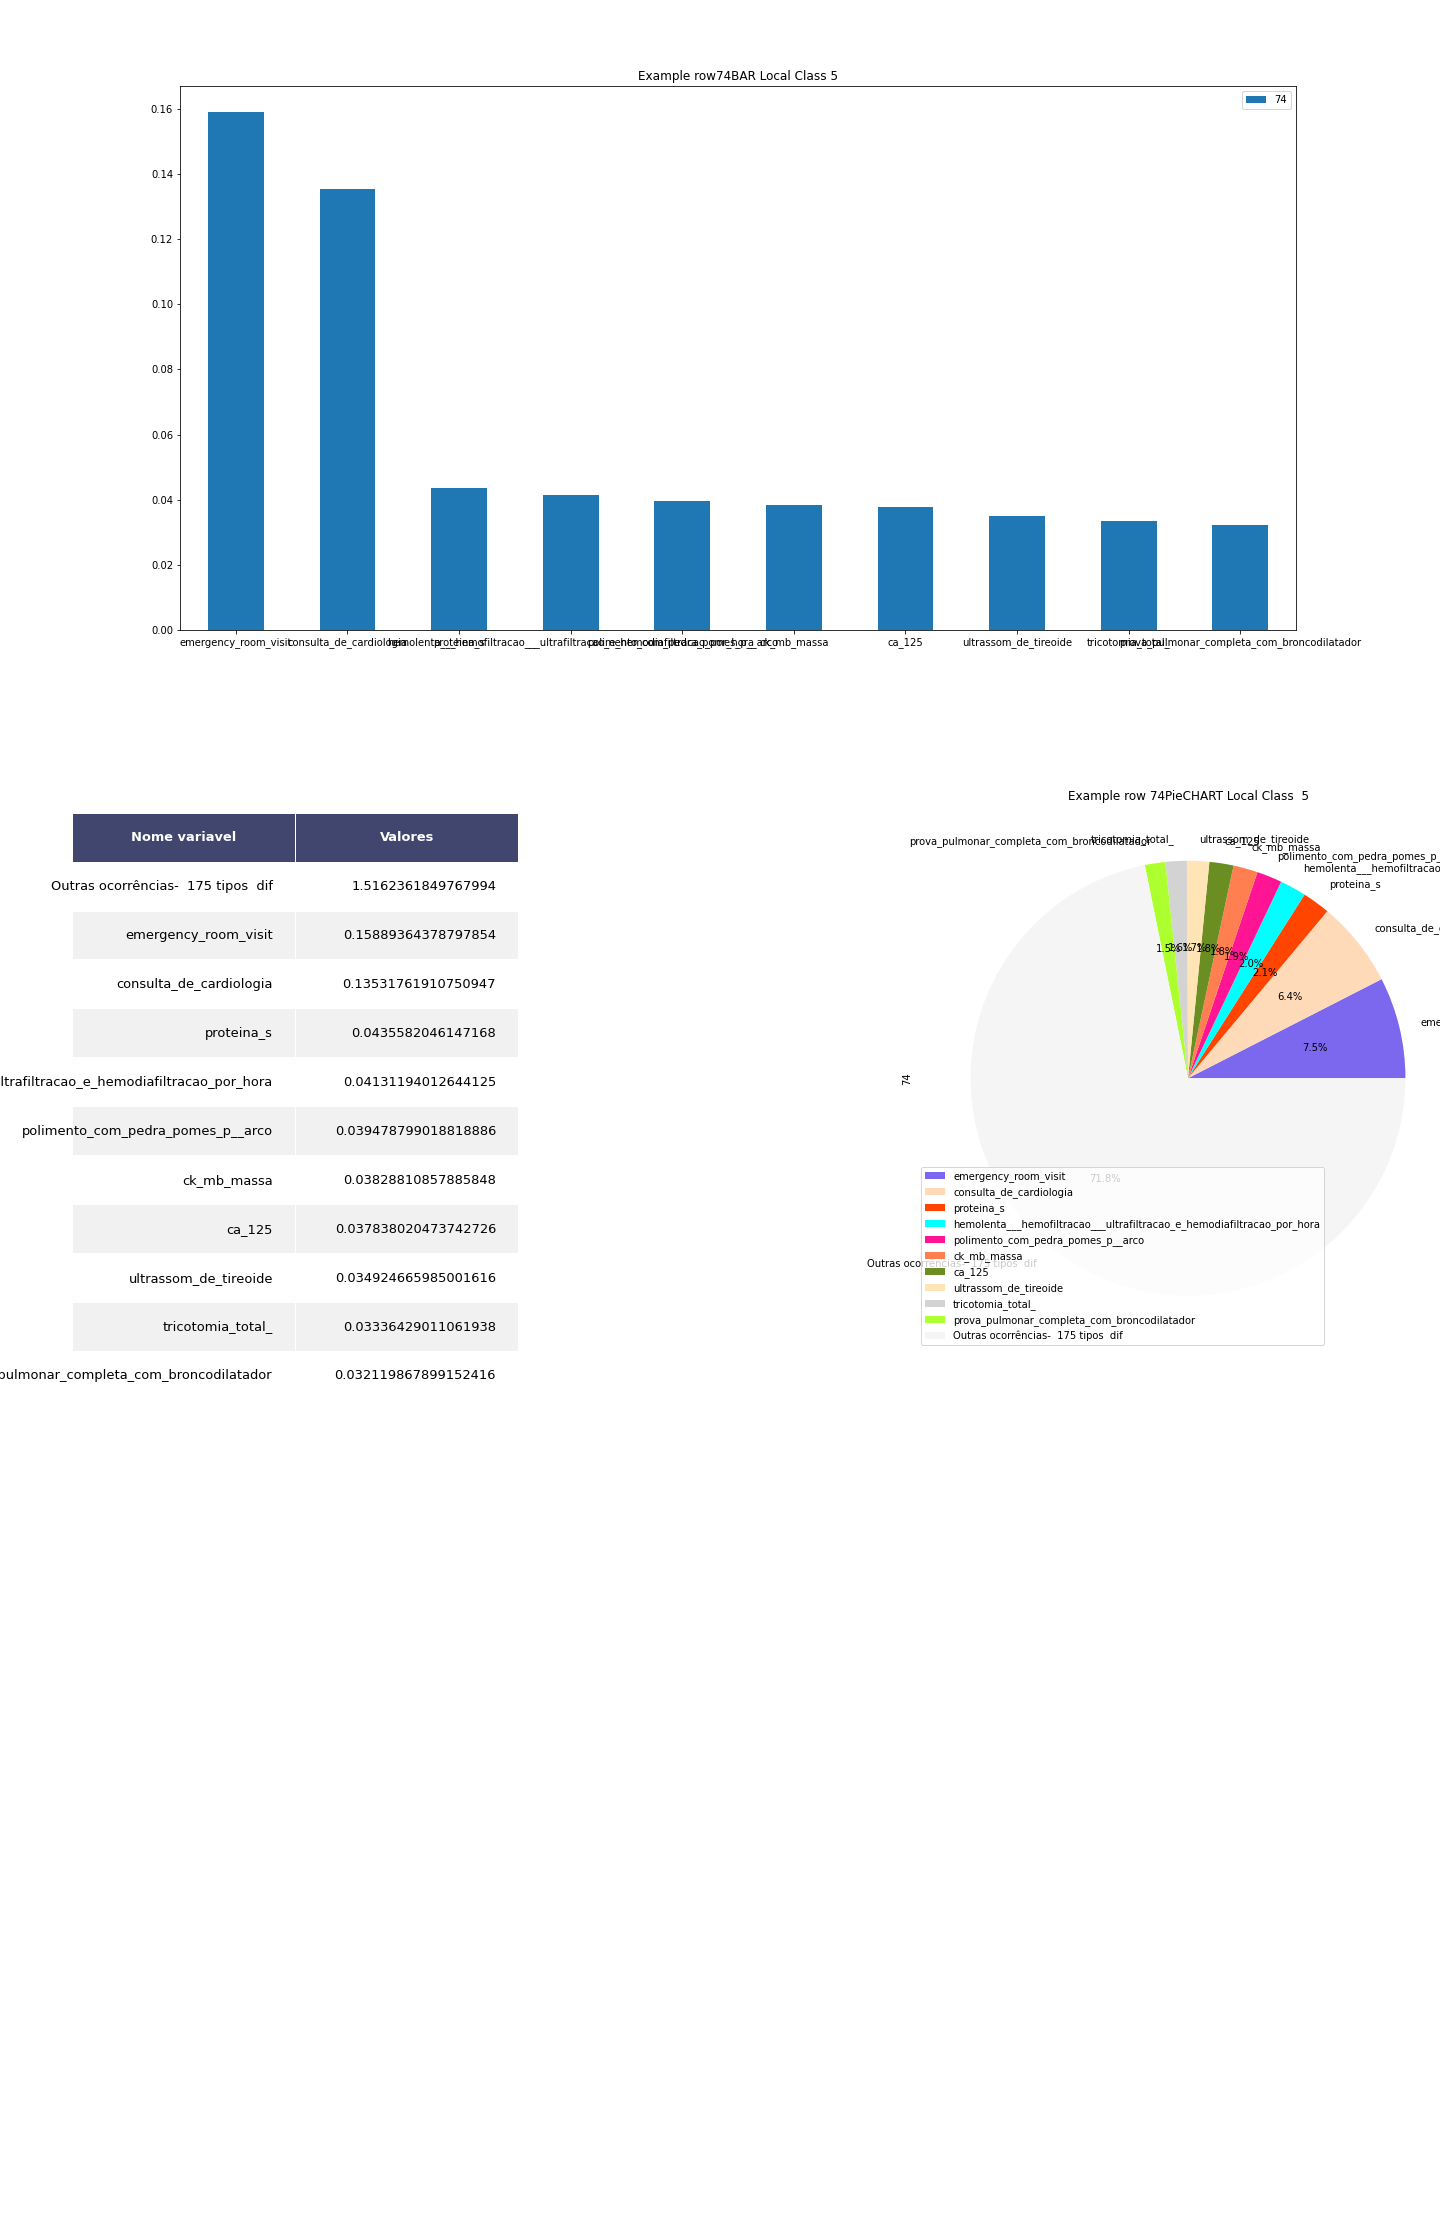 Example row74BAR Local Class 5
74
0.16
0.14
0.12
0.10
0.08
0.06
0.04
0.02
0.00
emergency_room_visit
consulta_de_cardiologia
proteina_s
hemolenta___hemofiltracao___ultrafiltracao_e_hemodiafiltracao_por_hora
polimento_com_pedra_pomes_p__arco
ck_mb_massa
ca_125
ultrassom_de_tireoide
tricotomia_total_
prova_pulmonar_completa_com_broncodilatador
Nome variavel Valores
Outras ocorrências-  175 tipos  dif 1.5162361849767994
emergency_room_visit 0.15889364378797854
consulta_de_cardiologia 0.13531761910750947
proteina_s 0.0435582046147168
ltrafiltracao_e_hemodiafiltracao_por_hora 0.04131194012644125
polimento_com_pedra_pomes_p__arco 0.039478799018818886
ck_mb_massa 0.03828810857885848
ca_125 0.037838020473742726
ultrassom_de_tireoide 0.034924665985001616
tricotomia_total_ 0.03336429011061938
pulmonar_completa_com_broncodilatador 0.032119867899152416
Example row 74PieCHART Local Class  5
prova_pulmonar_completa_com_broncodilatador
tricotomia_total_
ultrassom_de_tireoide
ca_125
ck_mb_massa
polimento_com_pedra_pomes_p_
hemolenta___hemofiltracao
proteina_s
consulta_de_
eme
1.5%
1.6%
1.7%
1.8%
1.8%
1.9%
2.0%
2.1%
6.4%
7.5%
74
71.8%
Outras ocorrências-  175 tipos  dif
emergency_room_visit
consulta_de_cardiologia
proteina_s
hemolenta___hemofiltracao___ultrafiltracao_e_hemodiafiltracao_por_hora
polimento_com_pedra_pomes_p__arco
ck_mb_massa
ca_125
ultrassom_de_tireoide
tricotomia_total_
prova_pulmonar_completa_com_broncodilatador
Outras ocorrências-  175 tipos  dif